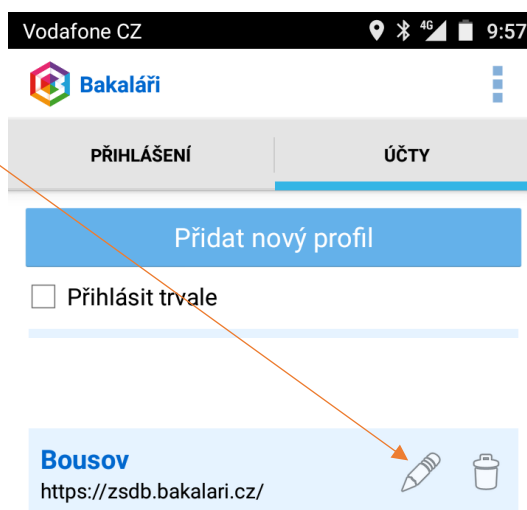 Vodafone CZ 4G 9:57
Bakaláři
PŘIHLÁŠENÍ ÚČTY
Přidat nový profil
Přihlásit trvale
Bousov
https://zsdb.bakalari.cz/